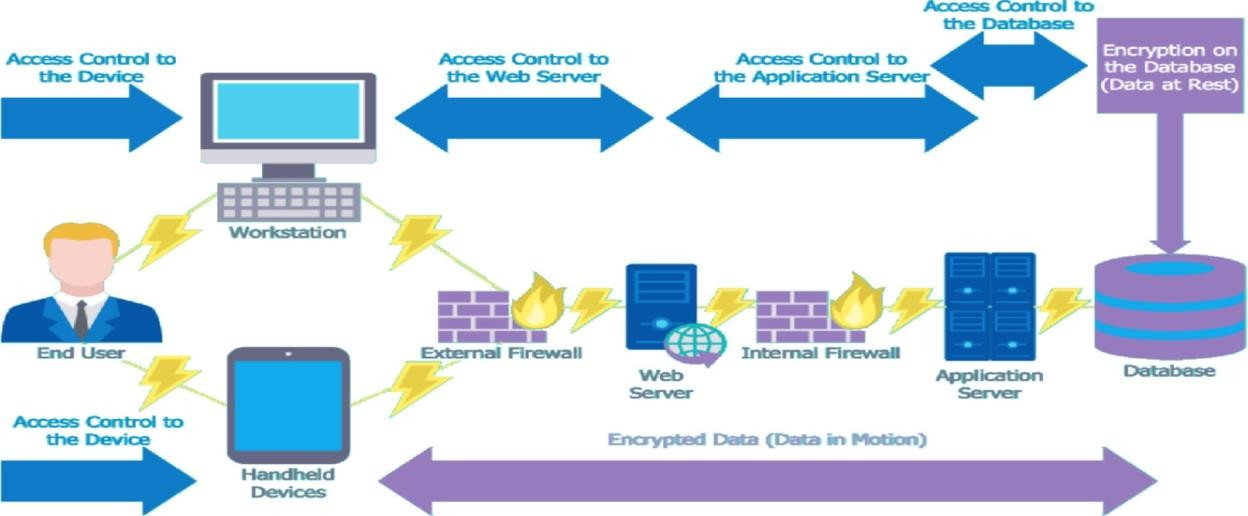 Access Control to
the Database
Access Control to
the Device
Access Control to
the Web Server
Access Control to
the Application Server
Encryption on
the Database
(Data at Rest)
Workstation
End User
External Firewall
Web
Server
Internal Firewall
Application
Server
Database
Access Control to
the Device
Handheld
Devices
Encrypted Data (Data in Motion)